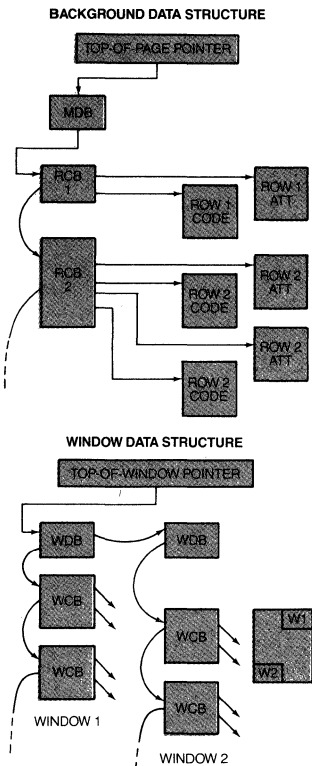 BACKGROUND DATA STRUCTURE
TOP-OF-PAGE POINTER
MDB
RCB
1
ROW 1
ATT.
ROW 1
CODE
RCB
2
ROW 2
ATT
ROW 2
CODE
ROW 2
ATT
ROW 2
CODE
WINDOW DATA STRUCTURE
TOP-OF-WINDOW POINTER
WDB
WDB
WCB
WCB
W1
WCB
WCB
W2
WINDOW 1
WINDOW 2